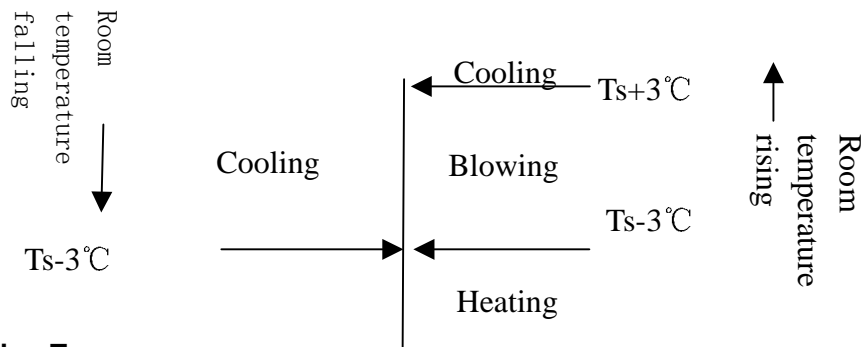 Room
temperature
falling
Cooling
Ts+3℃
Room
temperature
rising
Cooling
Blowing
Ts-3℃
Ts-3℃
Heating